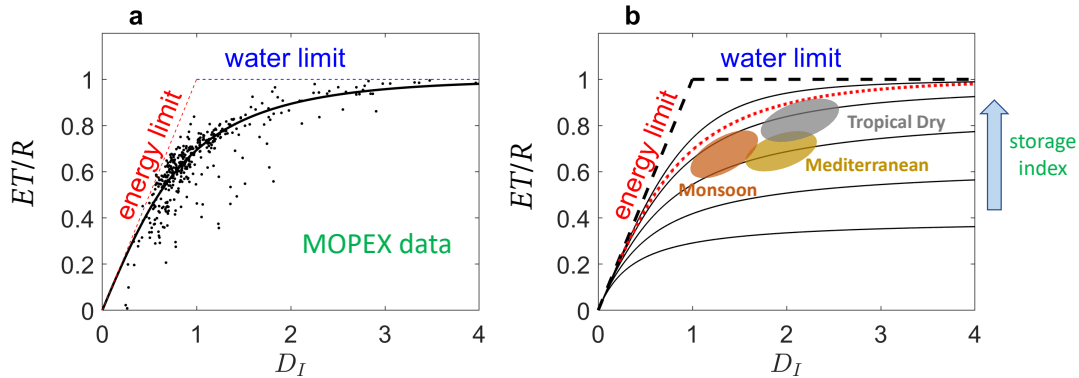 a
water limit
energy limit
MOPEX data
ET/R
1
0.8
0.6
0.4
0.2
0
0
1
2
3
4
D_I
b
water limit
energy limit
Tropical Dry
Mediterranean
Monsoon
storage
index
ET/R
1
0.8
0.6
0.4
0.2
0
0
1
2
3
4
D_I